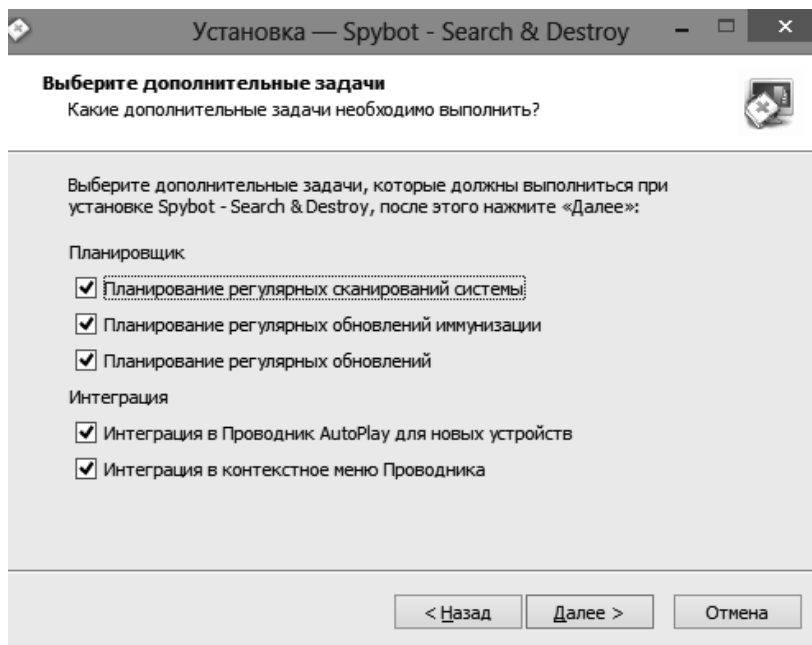 Установка — Spybot - Search & Destroy
Выберите дополнительные задачи
Какие дополнительные задачи необходимо выполнить?
Выберите дополнительные задачи, которые должны выполниться при
установке Spybot - Search & Destroy, после этого нажмите «Далее»:
Планировщик
Планирование регулярных сканирований системы
Планирование регулярных обновлений иммунизации
Планирование регулярных обновлений
Интеграция
Интеграция в Проводник AutoPlay для новых устройств
Интеграция в контекстное меню Проводника
< Назад Далее > Отмена